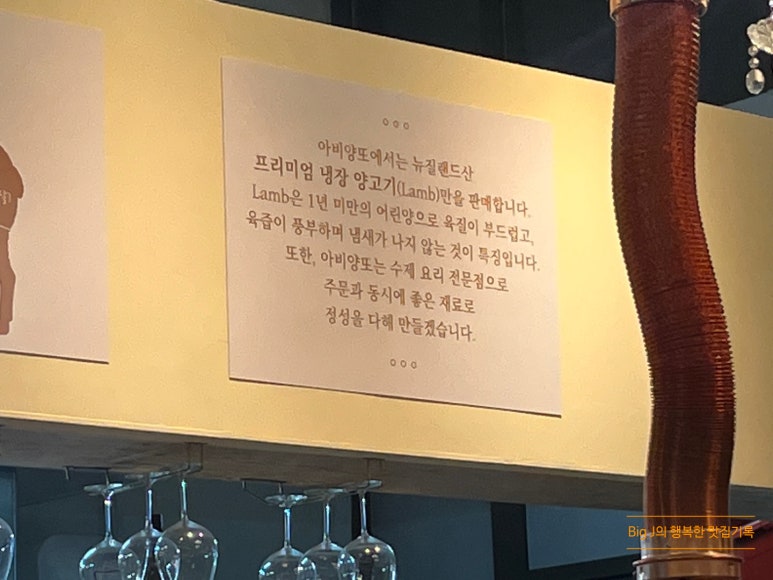 아비양또에서는 뉴질랜드산
프리미엄 냉장 양고기(Lamb)만을 판매합니다.
Lamb은 1년 미만의 어린양으로 육질이 부드럽고,
육즙이 풍부하며 냄새가 나지 않는 것이 특징입니다.
또한, 아비양또는 수제 요리 전문점으로
주문과 동시에 좋은 재료로
정성을 다해 만들겠습니다.
Big J의 행복한 맛집기록